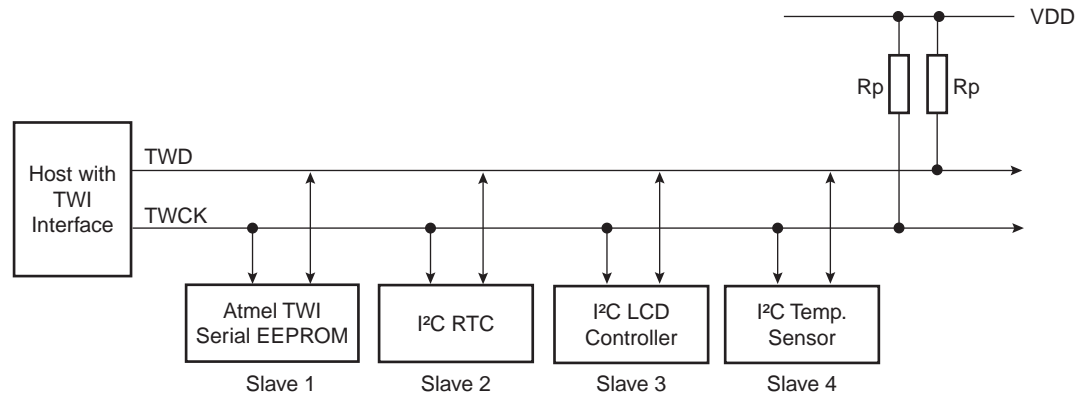 VDD
Rp
Rp
Host with
TWI
Interface
TWD
TWCK
Atmel TWI
Serial EEPROM
I²C RTC
I²C LCD
Controller
I²C Temp.
Sensor
Slave 1
Slave 2
Slave 3
Slave 4